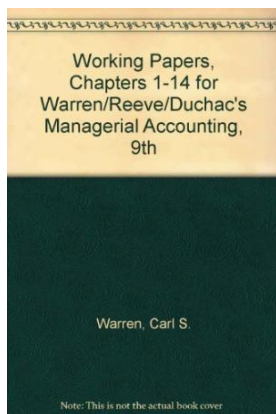 Working Papers,
Chapters 1-14 for
Warren/Reeve/Duchac's
Managerial Accounting,
9th
Warren, Carl S.
Note: This is not the actual book cover